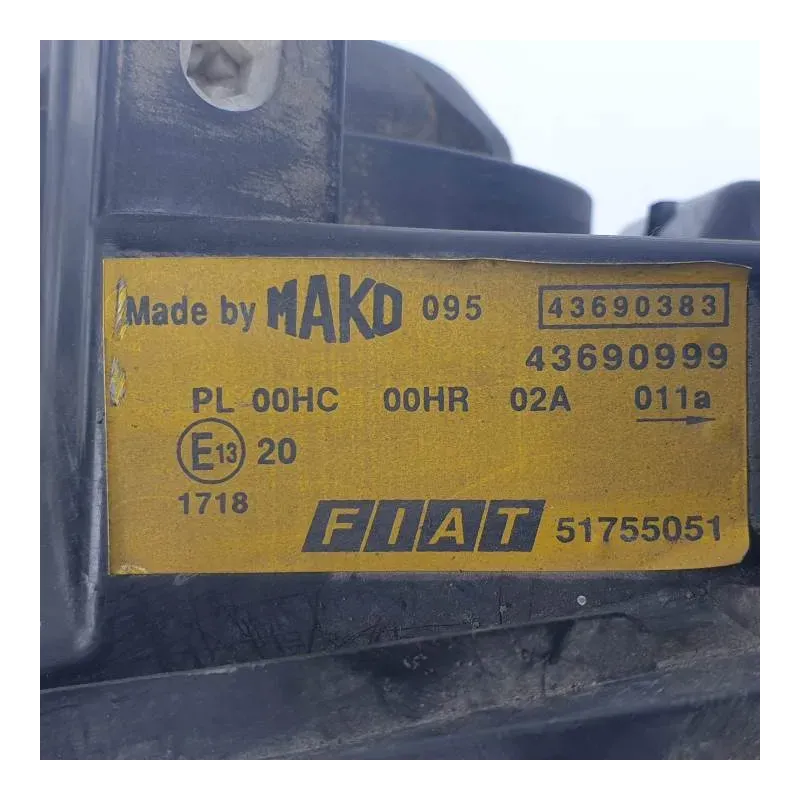 Made by MAKO 095 43690383
43690999
PL 00HC 00HR 02A 011a
E13 20
1718
FIAT 51755051